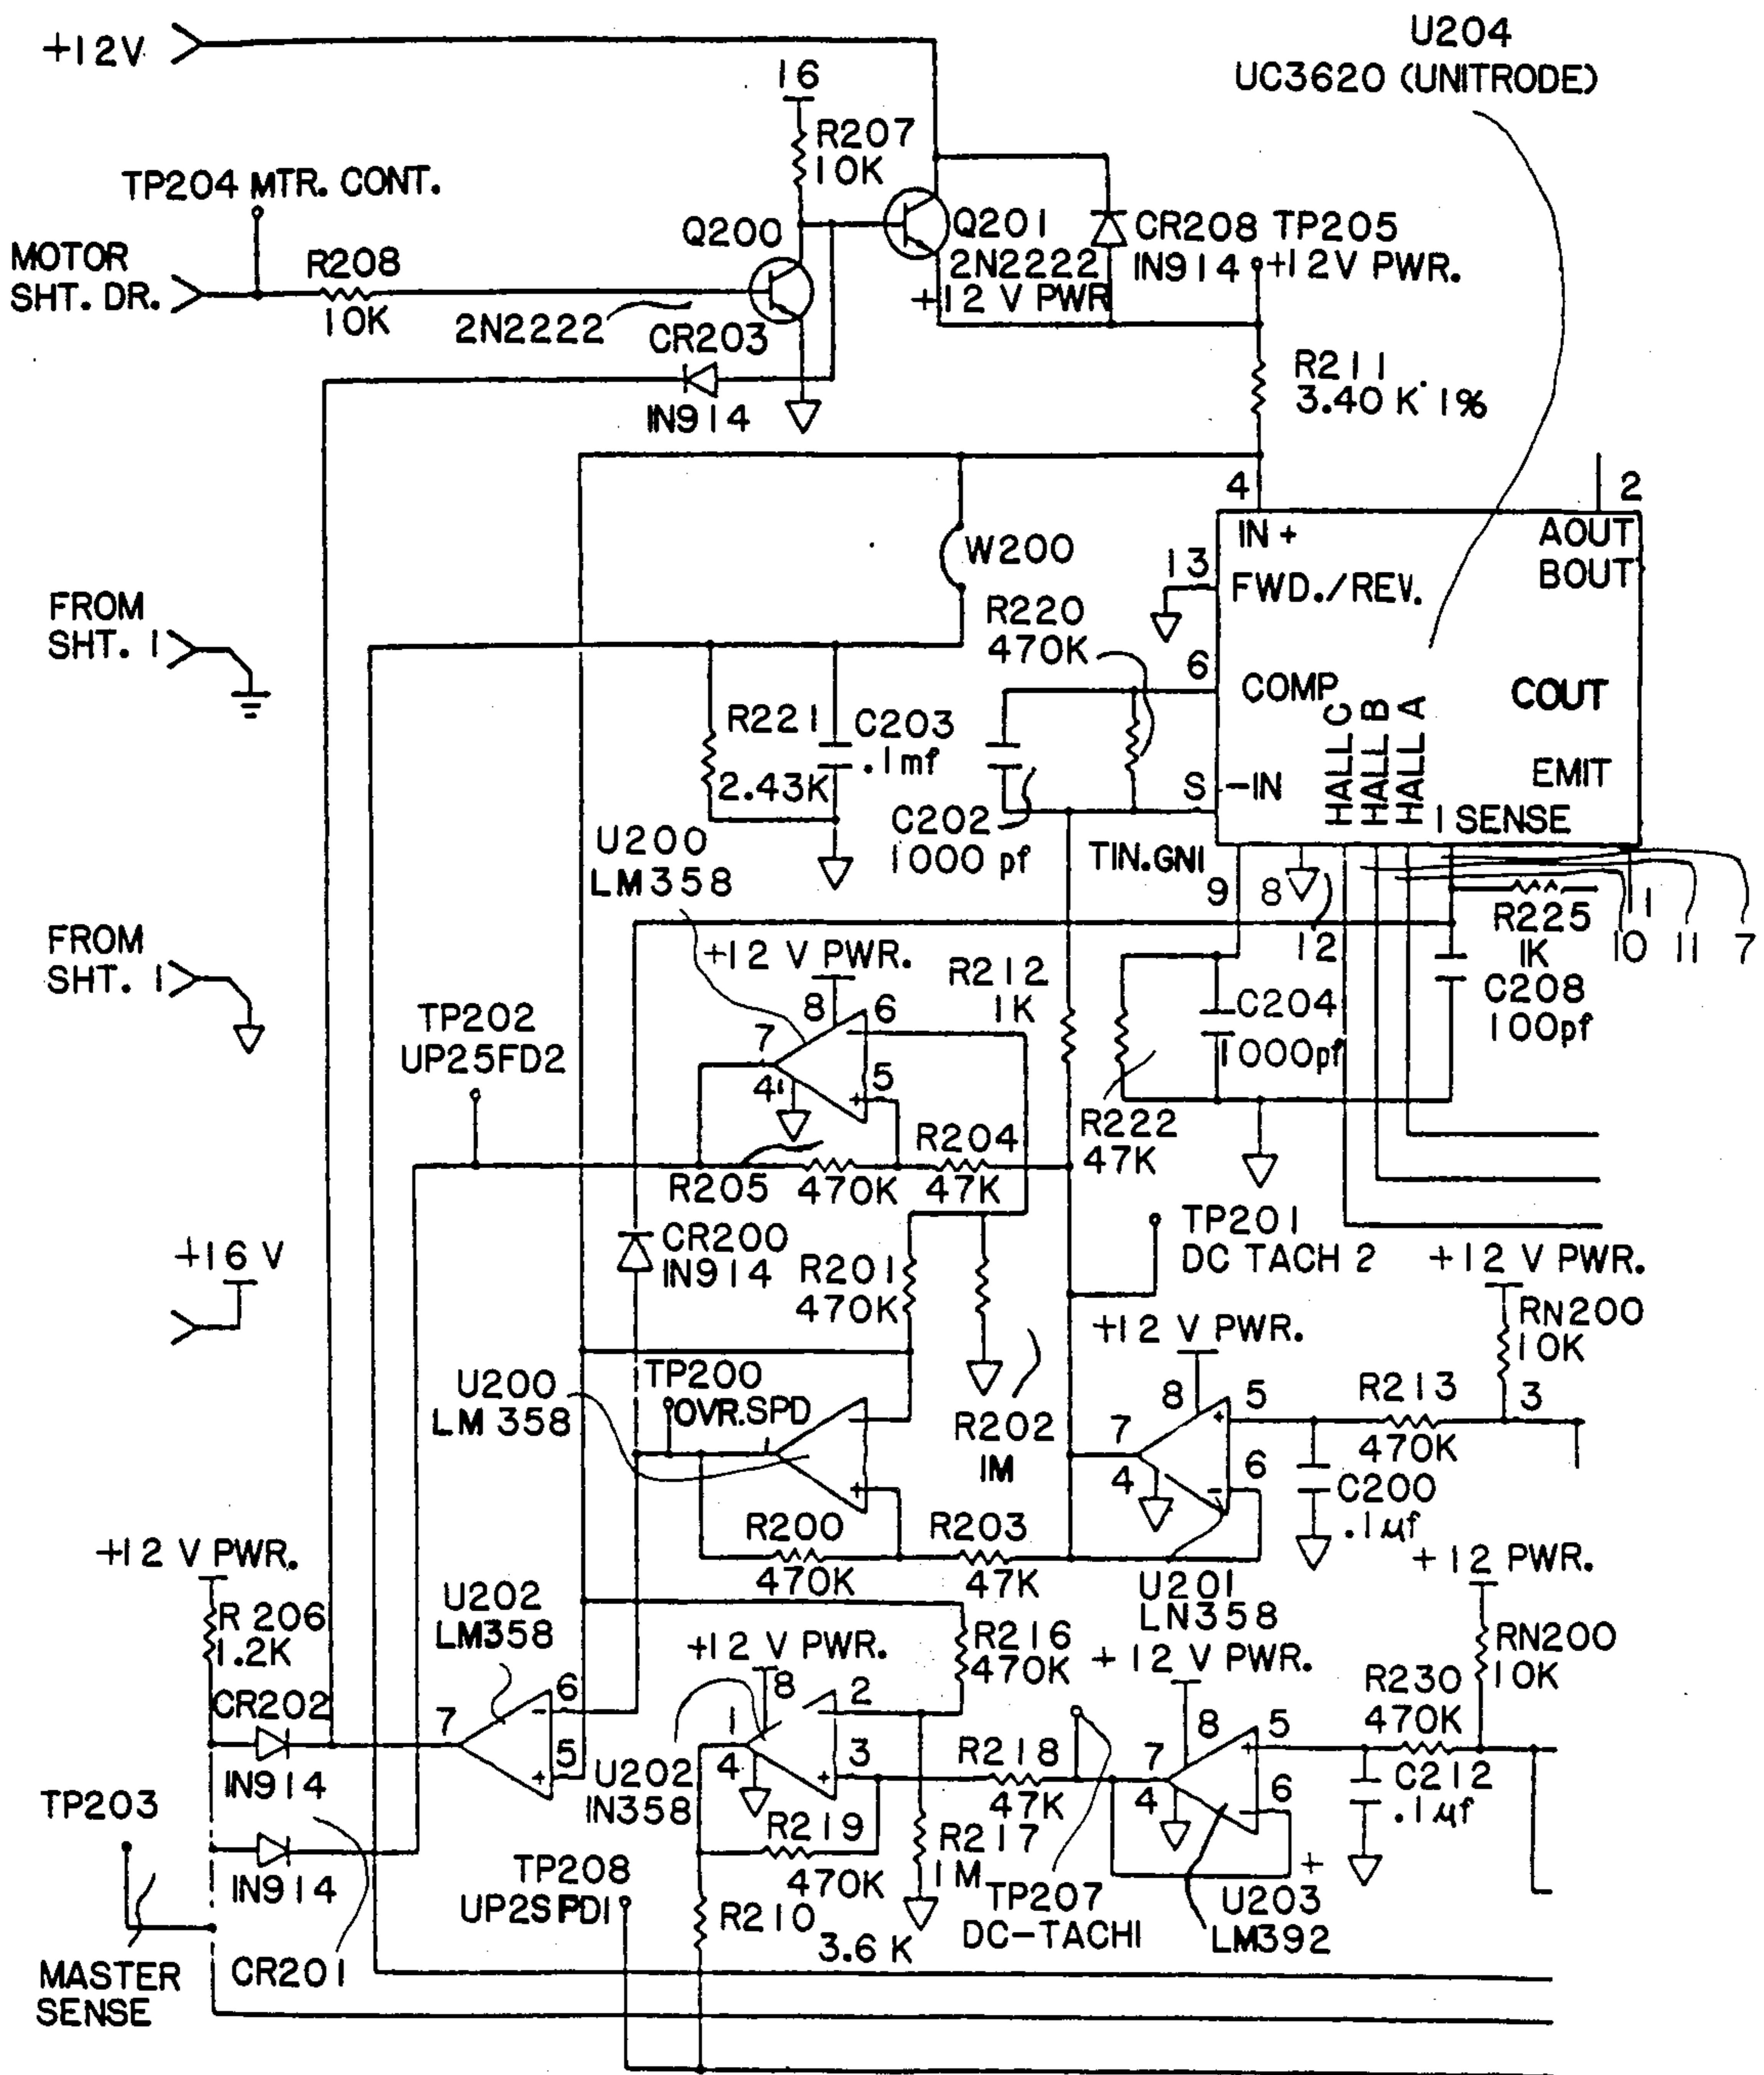 +12V
U204
UC3620 (UNITRODE)
16
R207
10K
TP204 MTR. CONT.
Q200
Q201
2N2222
+12 V PWR
CR208
IN914
TP205
+12V PWR.
MOTOR
SHT. DR.
R208
10K
2N2222
CR203
IN914
R211
3.40 K 1%
4
2
IN +
AOUT
BOUT
13
FWD./REV.
W200
FROM
SHT. 1
R220
470K
6
COMP
COUT
HALL C
HALL B
HALL A
R221
2.43K
C203
.1mf
S
-IN
EMIT
I SENSE
C202
1000 pf
TIN.GNI
U200
LM358
9
8
12
R225
1K
11
10
11
7
FROM
SHT. 1
+12 V PWR.
8
6
7
4
5
+
R212
1K
C204
1000pf
C208
100pf
TP202
UP25FD2
R222
47K
R205
470K
R204
47K
TP201
DC TACH 2
+12 V PWR.
+16 V
CR200
IN914
R201
470K
RN200
10K
+12 V PWR.
U200
LM 358
TP200
OVR.SPD
1
-
+
R202
1M
8
5
+
7
4
6
-
R213
470K
3
C200
.1µf
R200
470K
R203
47K
U201
LN358
+12 PWR.
+12 V PWR.
R 206
1.2K
U202
LM358
+12 V PWR.
R216
470K
+12 V PWR.
RN200
10K
R230
470K
CR202
IN914
7
6
-
5
+
8
2
-
1
4
3
+
U202
IN358
R218
47K
8
5
+
7
4
6
-
C212
.1µf
TP203
IN914
R219
470K
R217
1M
TP207
DC-TACH1
+
U203
LM392
TP208
UP2SPD1
R210
3.6 K
MASTER
SENSE
CR201